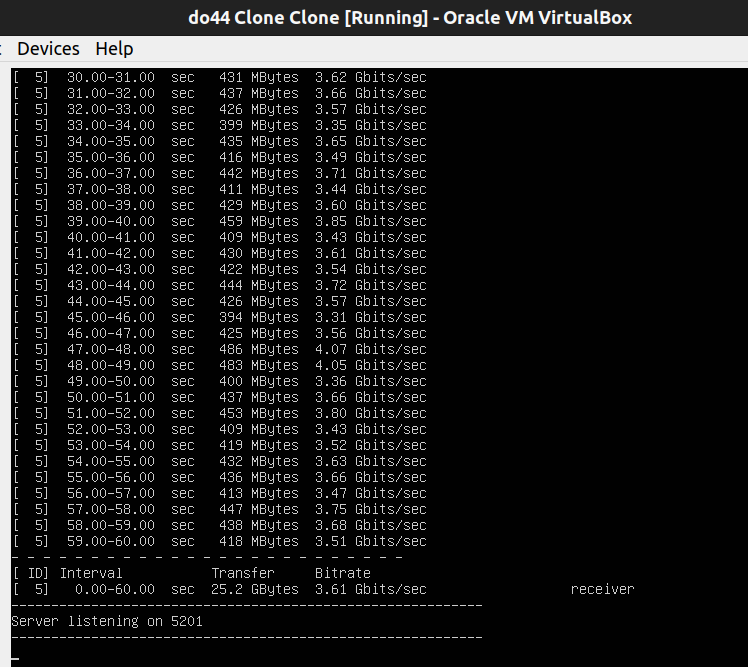 do44 Clone Clone [Running] - Oracle VM VirtualBox
Devices Help
[  5]  30.00-31.00  sec   431 MBytes  3.62 Gbits/sec
[  5]  31.00-32.00  sec   437 MBytes  3.66 Gbits/sec
[  5]  32.00-33.00  sec   426 MBytes  3.57 Gbits/sec
[  5]  33.00-34.00  sec   399 MBytes  3.35 Gbits/sec
[  5]  34.00-35.00  sec   435 MBytes  3.65 Gbits/sec
[  5]  35.00-36.00  sec   416 MBytes  3.49 Gbits/sec
[  5]  36.00-37.00  sec   442 MBytes  3.71 Gbits/sec
[  5]  37.00-38.00  sec   411 MBytes  3.44 Gbits/sec
[  5]  38.00-39.00  sec   429 MBytes  3.60 Gbits/sec
[  5]  39.00-40.00  sec   459 MBytes  3.85 Gbits/sec
[  5]  40.00-41.00  sec   409 MBytes  3.43 Gbits/sec
[  5]  41.00-42.00  sec   430 MBytes  3.61 Gbits/sec
[  5]  42.00-43.00  sec   422 MBytes  3.54 Gbits/sec
[  5]  43.00-44.00  sec   444 MBytes  3.72 Gbits/sec
[  5]  44.00-45.00  sec   426 MBytes  3.57 Gbits/sec
[  5]  45.00-46.00  sec   394 MBytes  3.31 Gbits/sec
[  5]  46.00-47.00  sec   425 MBytes  3.56 Gbits/sec
[  5]  47.00-48.00  sec   486 MBytes  4.07 Gbits/sec
[  5]  48.00-49.00  sec   483 MBytes  4.05 Gbits/sec
[  5]  49.00-50.00  sec   400 MBytes  3.36 Gbits/sec
[  5]  50.00-51.00  sec   437 MBytes  3.66 Gbits/sec
[  5]  51.00-52.00  sec   453 MBytes  3.80 Gbits/sec
[  5]  52.00-53.00  sec   409 MBytes  3.43 Gbits/sec
[  5]  53.00-54.00  sec   419 MBytes  3.52 Gbits/sec
[  5]  54.00-55.00  sec   432 MBytes  3.63 Gbits/sec
[  5]  55.00-56.00  sec   436 MBytes  3.66 Gbits/sec
[  5]  56.00-57.00  sec   413 MBytes  3.47 Gbits/sec
[  5]  57.00-58.00  sec   447 MBytes  3.75 Gbits/sec
[  5]  58.00-59.00  sec   438 MBytes  3.68 Gbits/sec
[  5]  59.00-60.00  sec   418 MBytes  3.51 Gbits/sec
- - - - - - - - - - - - - - - - - - - - - - - - -
[ ID] Interval           Transfer     Bitrate
[  5]   0.00-60.00  sec  25.2 GBytes  3.61 Gbits/sec                  receiver
-----------------------------------------------------------
Server listening on 5201
-----------------------------------------------------------
_